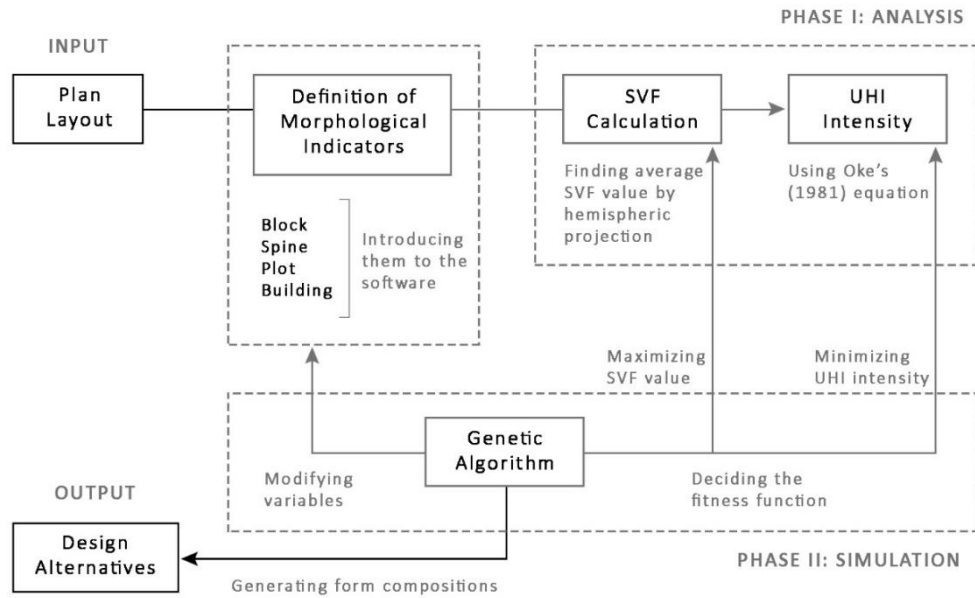 PHASE I: ANALYSIS
INPUT
Plan
Layout
Definition of
Morphological
Indicators
SVF
Calculation
UHI
Intensity
Finding average
SVF value by
hemispheric
projection
Using Oke's
(1981) equation
Block
Spine
Plot
Building
Introducing
them to the
software
Maximizing
SVF value
Minimizing
UHI intensity
Genetic
Algorithm
Modifying
variables
Deciding the
fitness function
OUTPUT
Design
Alternatives
Generating form compositions
PHASE II: SIMULATION